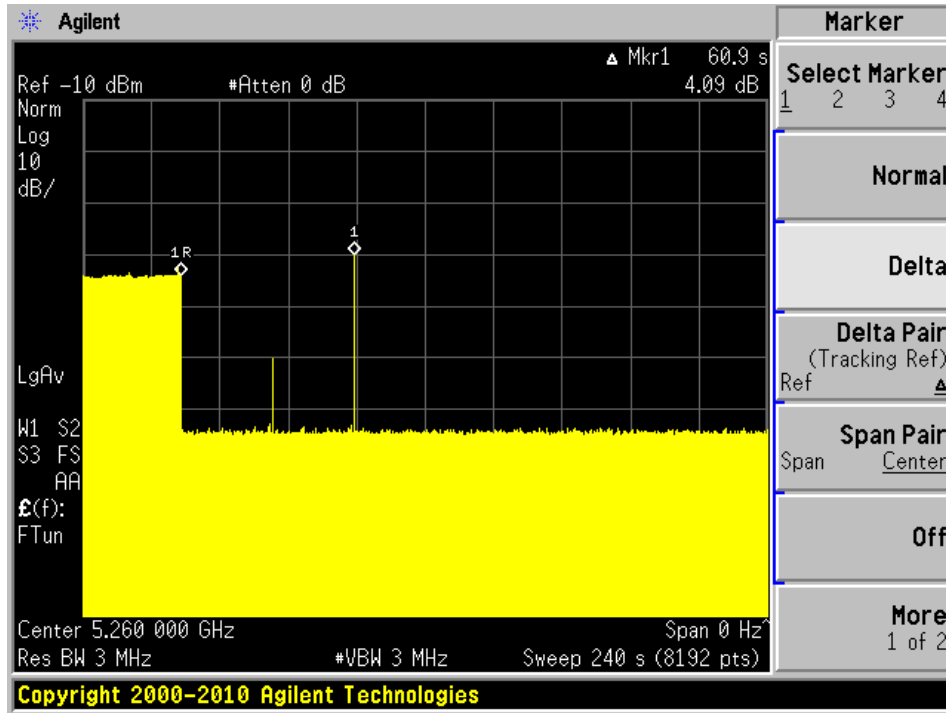 Agilent
Marker
Δ Mkr1 60.9 s
Ref -10 dBm #Atten 0 dB 4.09 dB
Norm
Log
10
dB/
1R
1
LgAv
W1 S2
S3 FS
AA
£(f):
FTun
Center 5.260 000 GHz Span 0 Hz^
Res BW 3 MHz #VBW 3 MHz Sweep 240 s (8192 pts)
Copyright 2000-2010 Agilent Technologies
Select Marker
1 2 3 4
Normal
Delta
Delta Pair
(Tracking Ref)
Ref Δ
Span Pair
Span Center
Off
More
1 of 2